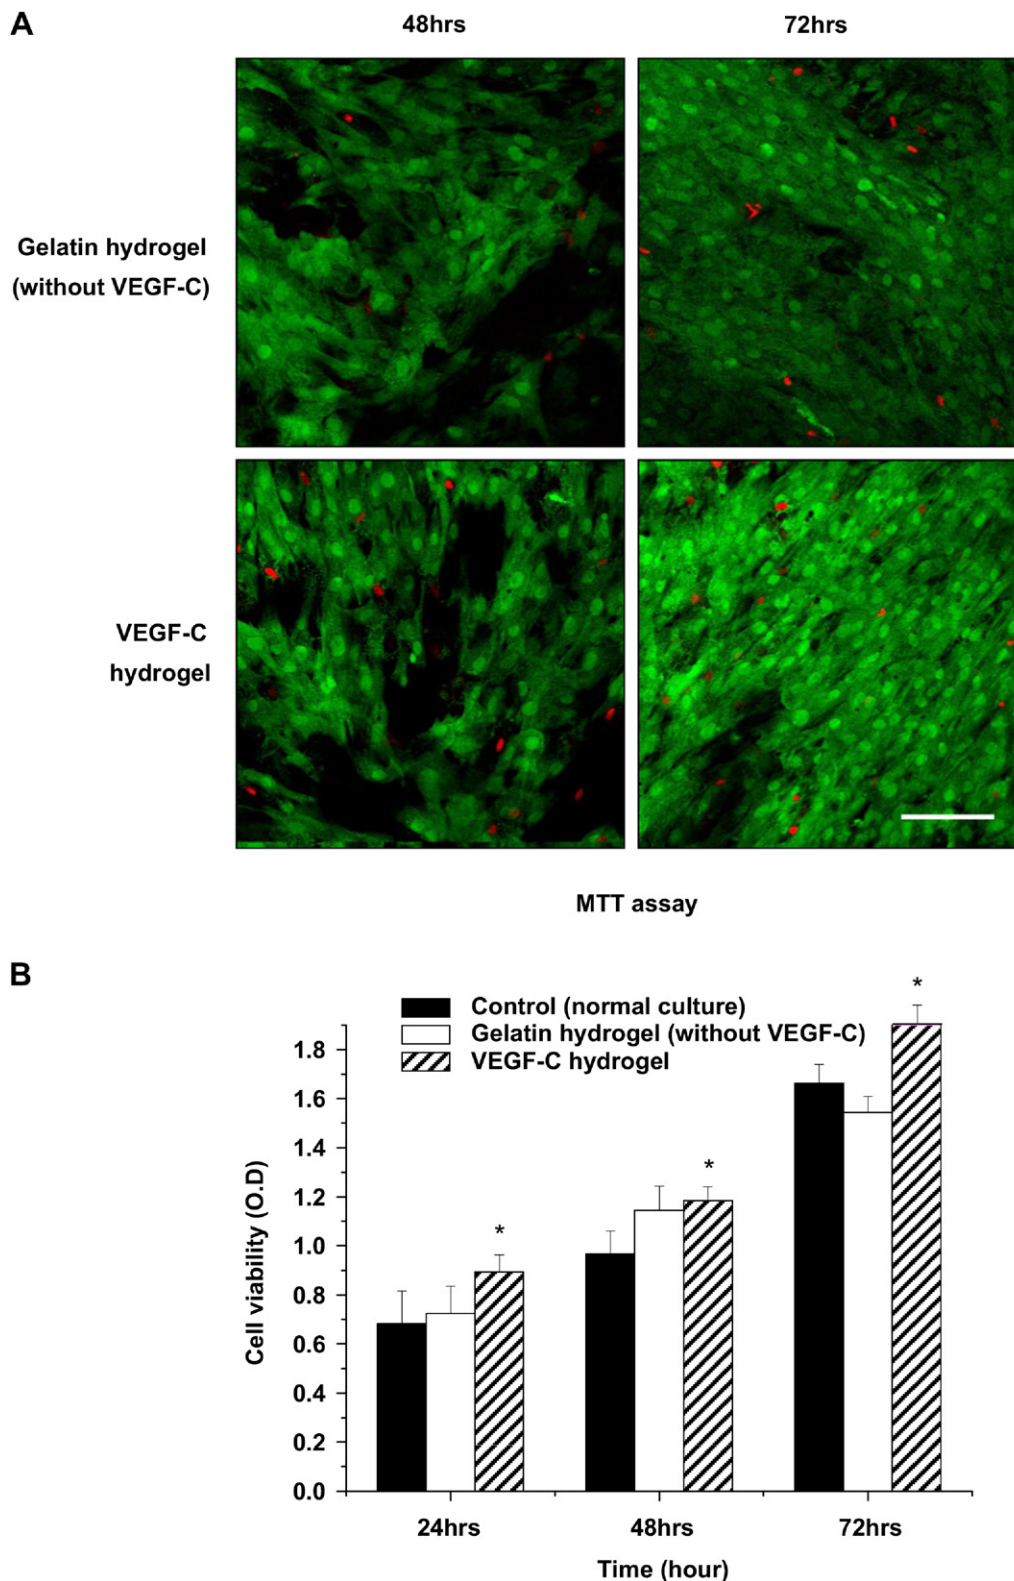 A
48hrs
72hrs
Gelatin hydrogel
(without VEGF-C)
VEGF-C
hydrogel
MTT assay
B
Control (normal culture)
Gelatin hydrogel (without VEGF-C)
VEGF-C hydrogel
*
*
*
Cell viability (O.D)
1.8
1.6
1.4
1.2
1.0
0.8
0.6
0.4
0.2
0.0
24hrs
48hrs
72hrs
Time (hour)